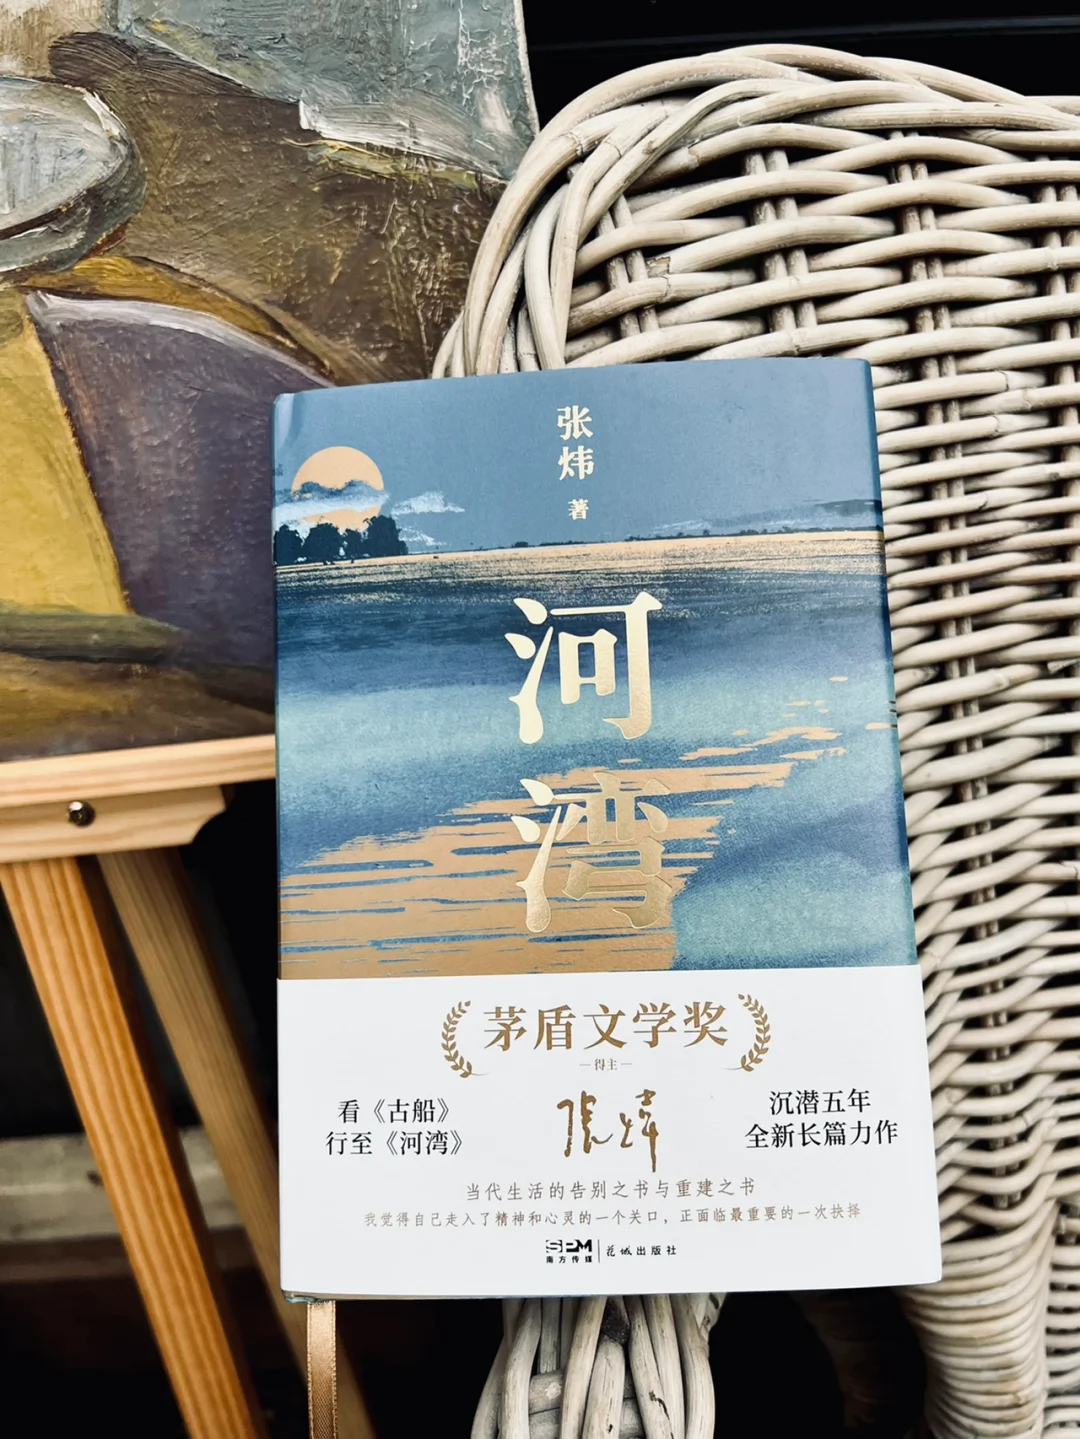 张炜 著
河湾
茅盾文学奖
得主
看《古船》
行至《河湾》
张炜
沉潜五年
全新长篇力作
当代生活的告别之书与重建之书
我觉得自己走入了精神和心灵的一个关口，正面临最重要的一次抉择
SPM
南方传媒
花城出版社